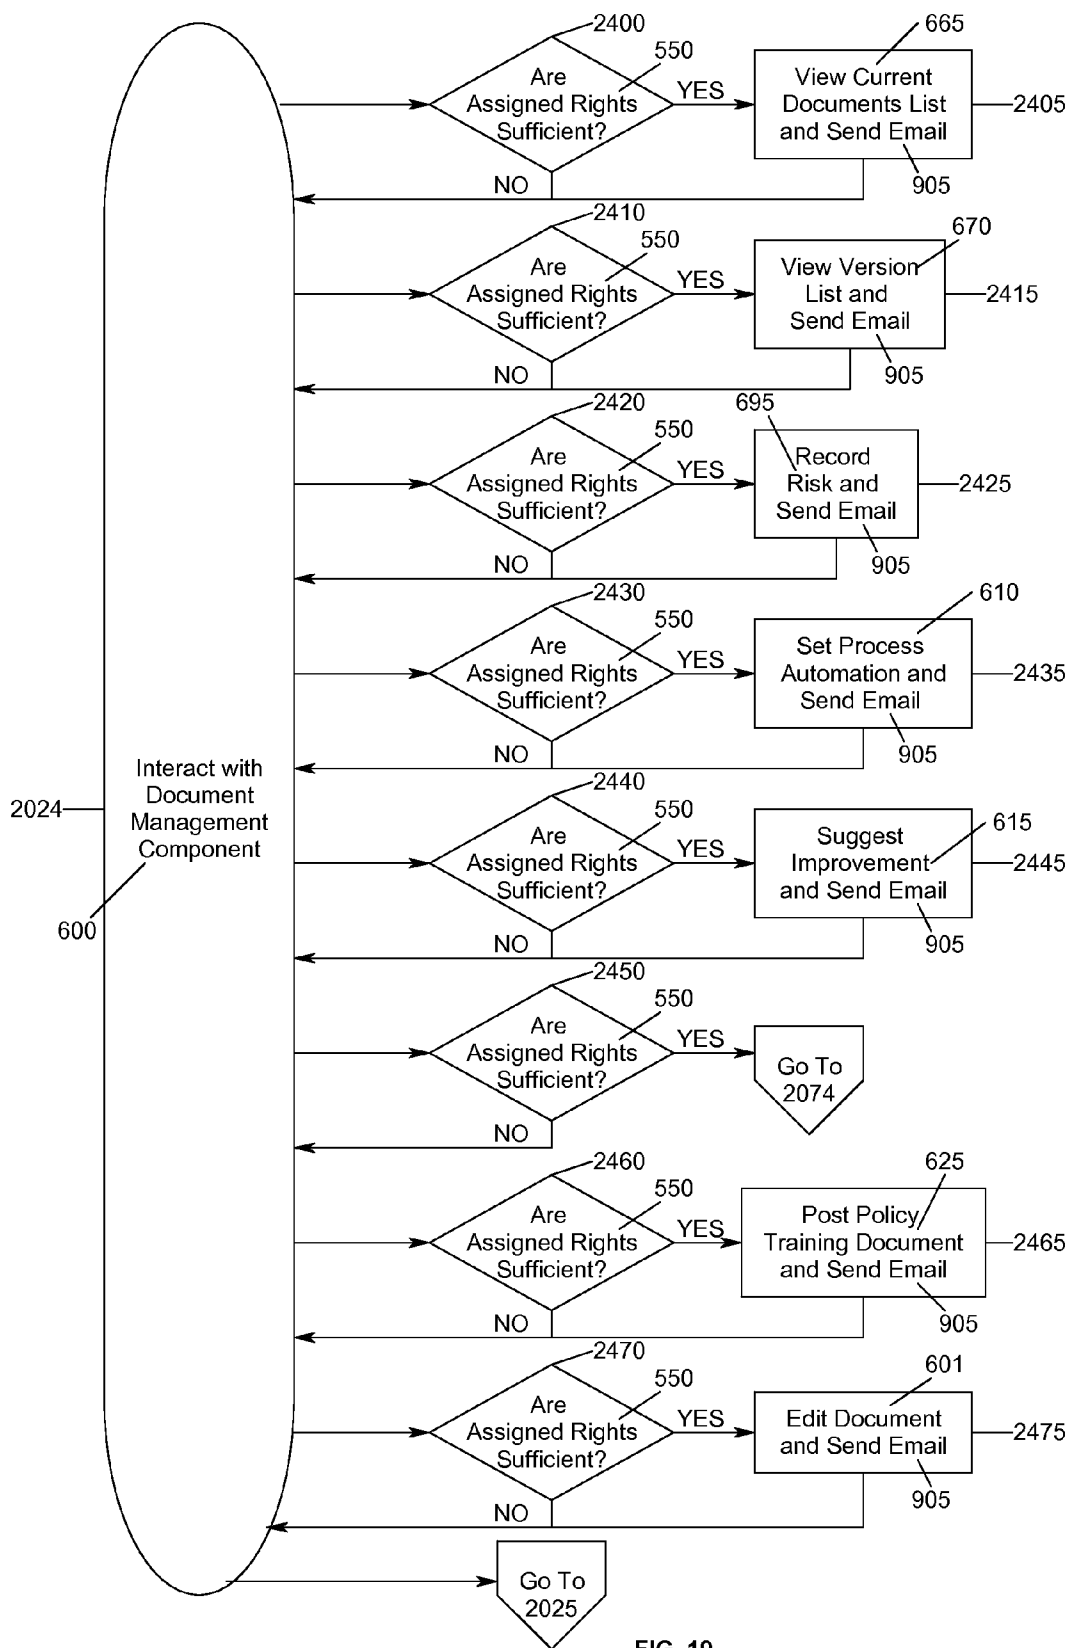 2400
665
550
Are
Assigned Rights
Sufficient?
YES
View Current
Documents List
and Send Email
2405
NO
905
2410
550
670
Are
Assigned Rights
Sufficient?
YES
View Version
List and
Send Email
2415
NO
905
2420
695
550
Are
Assigned Rights
Sufficient?
YES
Record
Risk and
Send Email
2425
NO
905
2430
610
550
Are
Assigned Rights
Sufficient?
YES
Set Process
Automation and
Send Email
2435
NO
905
Interact with
Document
Management
Component
2024
600
2440
550
615
Are
Assigned Rights
Sufficient?
YES
Suggest
Improvement
and Send Email
2445
NO
905
2450
550
Are
Assigned Rights
Sufficient?
YES
Go To
2074
NO
2460
625
550
Are
Assigned Rights
Sufficient?
YES
Post Policy
Training Document
and Send Email
2465
NO
905
2470
601
550
Are
Assigned Rights
Sufficient?
YES
Edit Document
and Send Email
2475
NO
905
Go To
2025